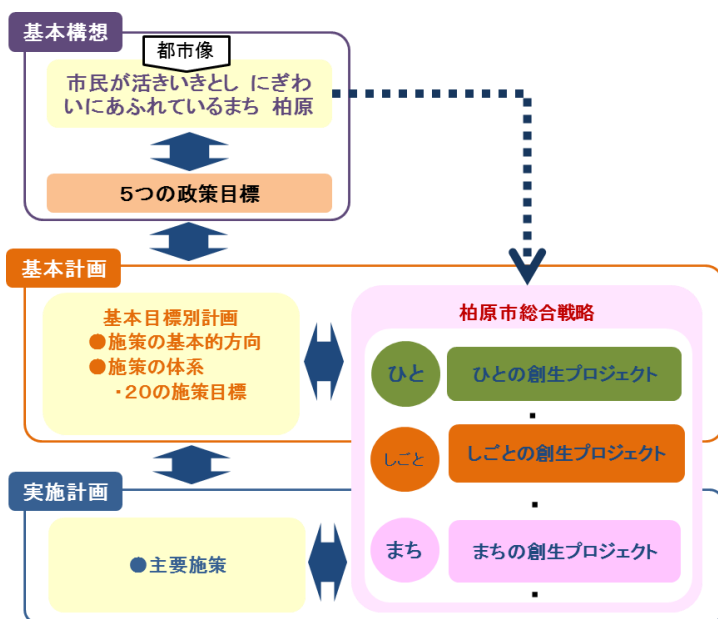 基本構想
都市像
市民が活きいきとし にぎわ
いにあふれているまち 柏原
5つの政策目標
基本計画
基本目標別計画
●施策の基本的方向
●施策の体系
・20の施策目標
柏原市総合戦略
ひと
ひとの創生プロジェクト
しごと
しごとの創生プロジェクト
実施計画
●主要施策
まち
まちの創生プロジェクト